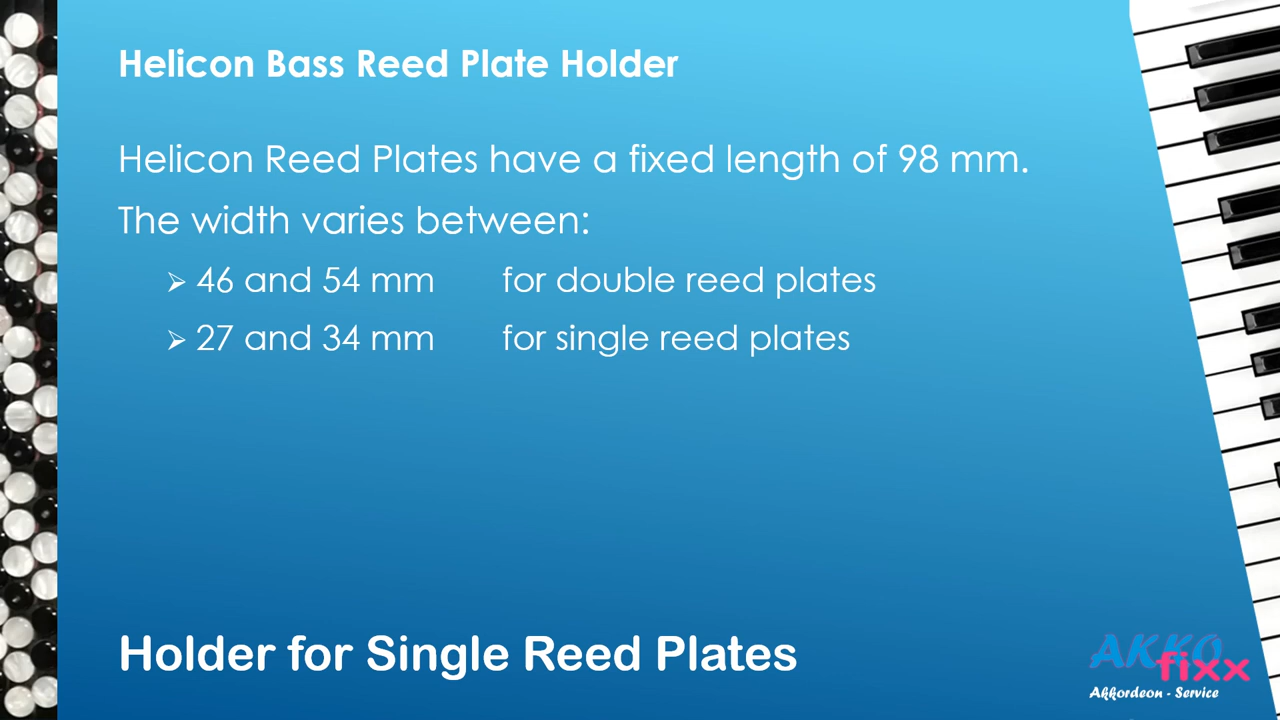 Helicon Bass Reed Plate Holder
Helicon Reed Plates have a fixed length of 98 mm.
The width varies between:
➢ 46 and 54 mm for double reed plates
➢ 27 and 34 mm for single reed plates
Holder for Single Reed Plates
AKKO
fixx
Akkordeon - Service